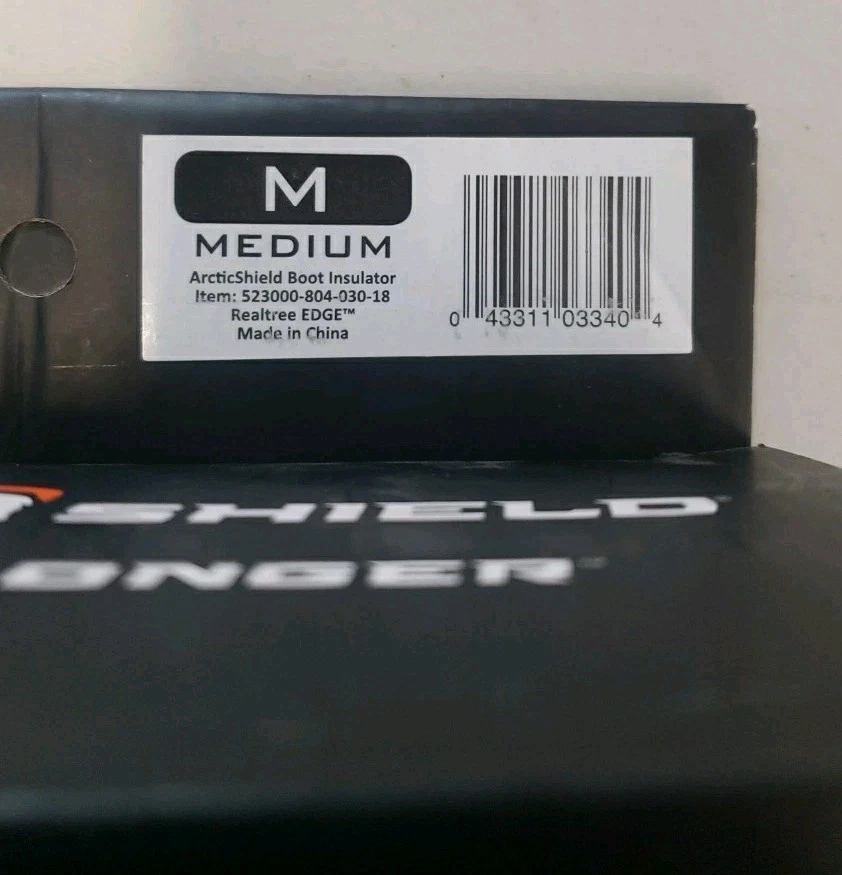 M
MEDIUM
ArcticShield Boot Insulator
Item: 523000-804-030-18
Realtree EDGE™
Made in China
0 43311 03340 4
SHIELD
ONGER